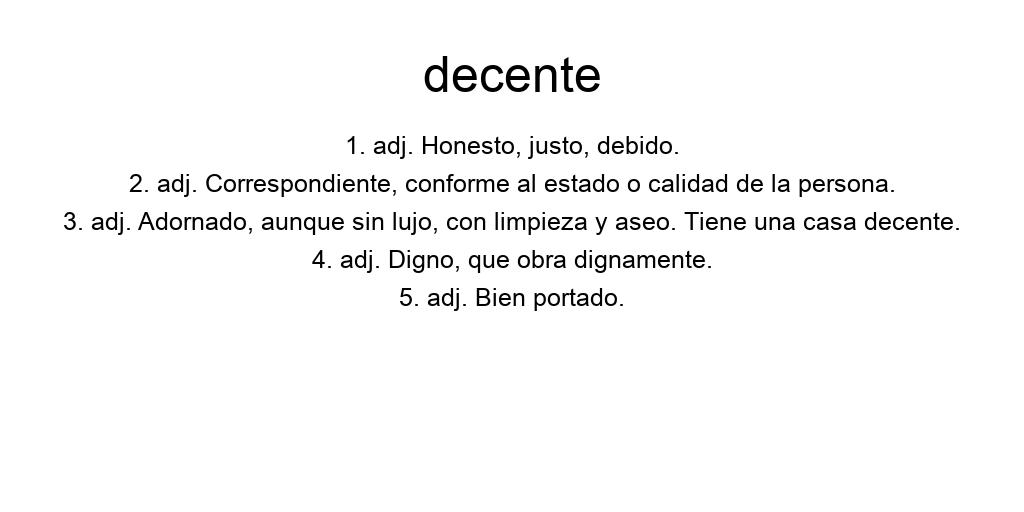 decente
1. adj. Honesto, justo, debido.
2. adj. Correspondiente, conforme al estado o calidad de la persona.
3. adj. Adornado, aunque sin lujo, con limpieza y aseo. Tiene una casa decente.
4. adj. Digno, que obra dignamente.
5. adj. Bien portado.